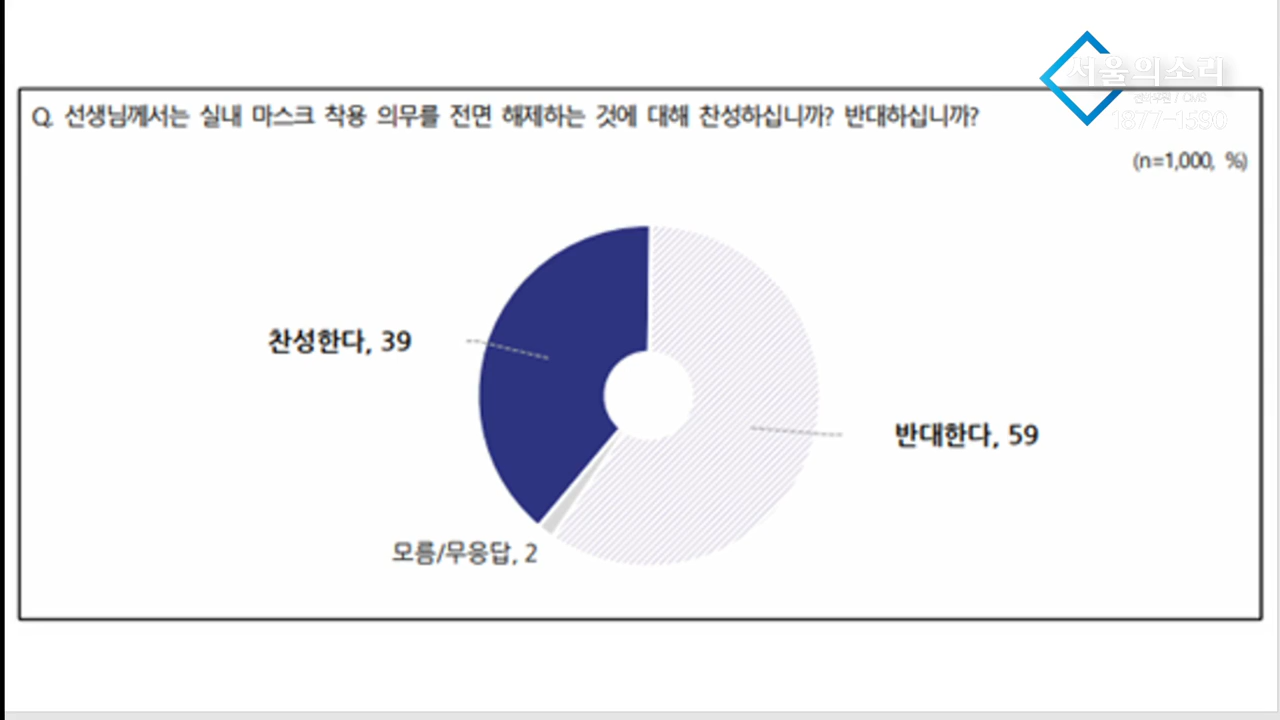 서울의소리
1877-1590
Q. 선생님께서는 실내 마스크 착용 의무를 전면 해제하는 것에 대해 찬성하십니까? 반대하십니까?
(n=1,000, %)
찬성한다, 39
반대한다, 59
모름/무응답, 2